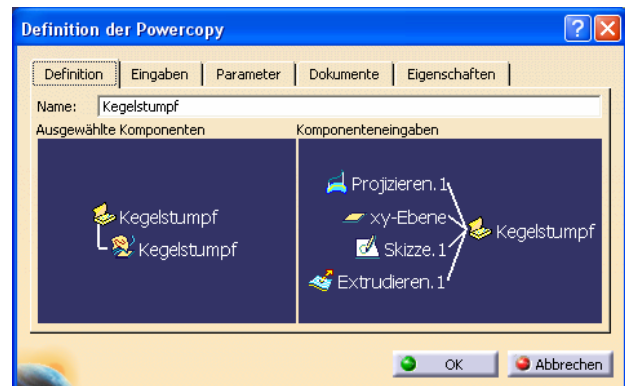 Definition der Powercopy
Definition Eingaben Parameter Dokumente Eigenschaften
Name: Kegelstumpf
Ausgewählte Komponenten
Komponenteneingaben
Kegelstumpf
Kegelstumpf
Projizieren.1
xy-Ebene
Skizze.1
Extrudieren.1
Kegelstumpf
OK Abbrechen